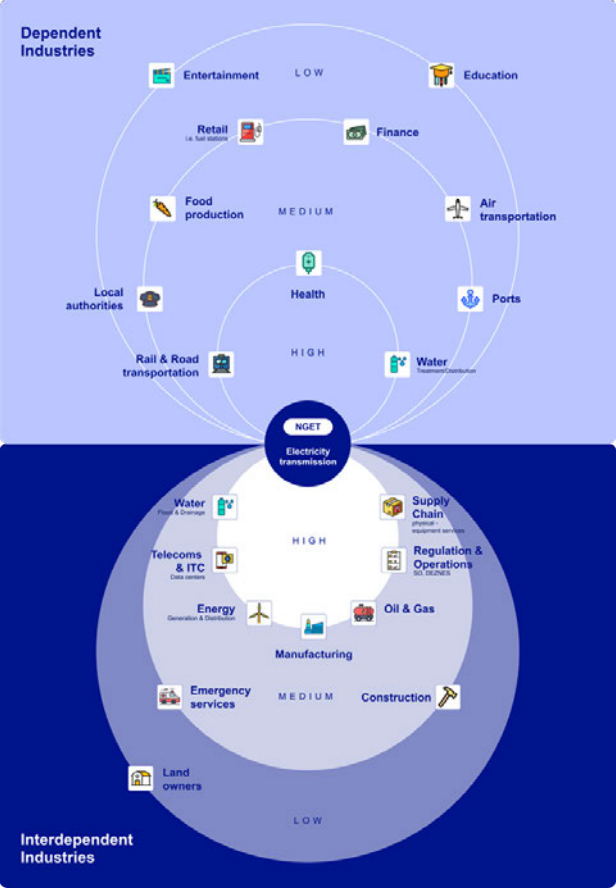 Dependent
Industries
LOW
Entertainment
Education
Retail
i.e. fuel stations
Finance
Food
production
MEDIUM
Air
transportation
Health
Local
authorities
Ports
HIGH
Rail & Road
transportation
Water
Treatment/Distribution
NGET
Electricity
transmission
Water
Flood & Drainage
Supply
Chain
physical -
equipment services
HIGH
Telecoms
& ITC
Data centers
Regulation &
Operations
SO, DEZNES
Energy
Generation & Distribution
Oil & Gas
Manufacturing
Emergency
services
MEDIUM
Construction
Land
owners
LOW
Interdependent
Industries